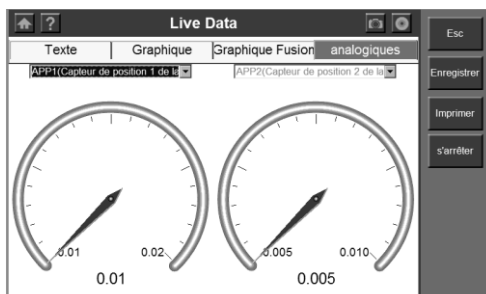 ? Live Data
Esc
Texte Graphique Graphique Fusion analogiques
APP1(Capteur de position 1 de la APP2(Capteur de position 2 de la
Enregistrer
Imprimer
s'arrêter
0.01 0.02 0.005 0.010
0.01 0.005